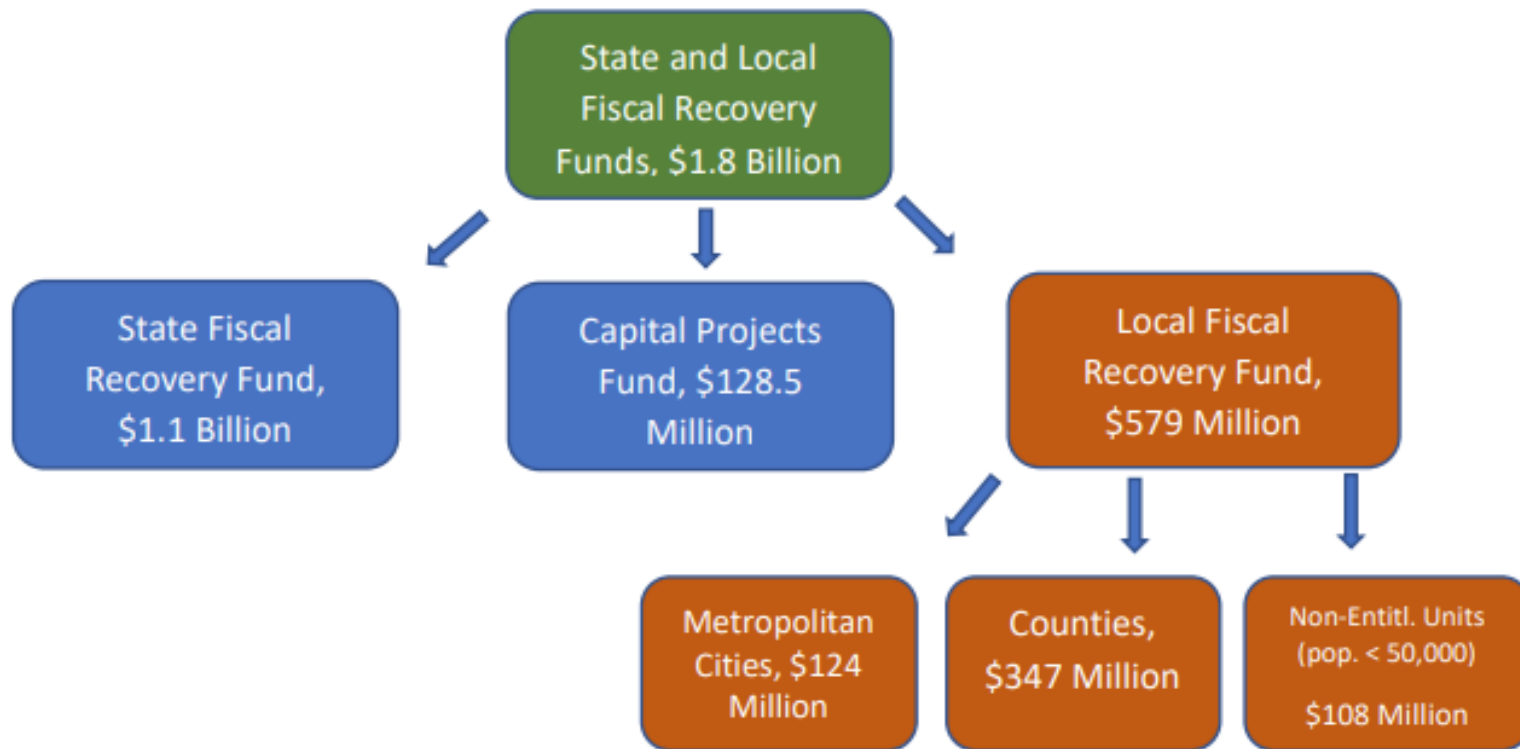 State and Local
Fiscal Recovery
Funds, $1.8 Billion
State Fiscal
Recovery Fund,
$1.1 Billion
Capital Projects
Fund, $128.5
Million
Local Fiscal
Recovery Fund,
$579 Million
Metropolitan
Cities, $124
Million
Counties,
$347 Million
Non-Entitl. Units
(pop. < 50,000)
$108 Million